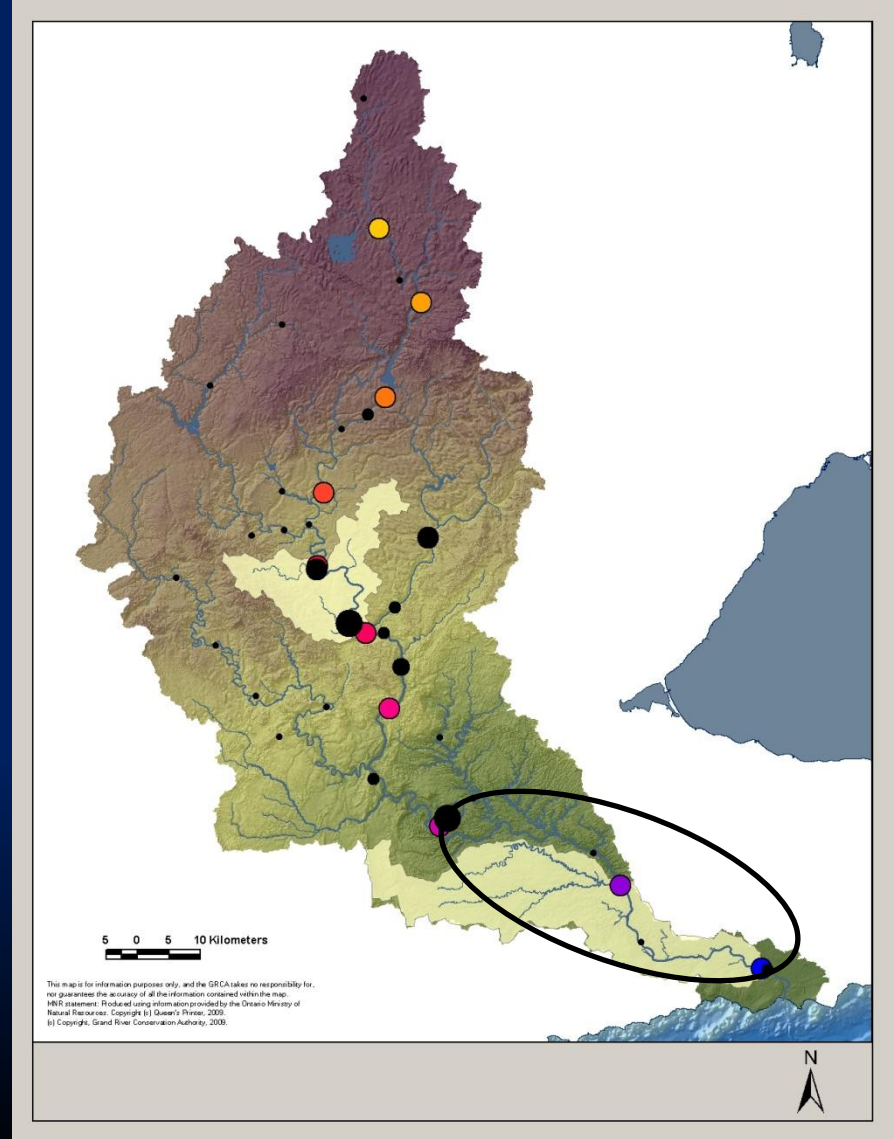 5 0 5 10 Kilometers
This map is for information purposes only, and the GRCA takes no responsibility for,
nor guarantees the accuracy of all the information contained within the map.
MNR statement: Produced using information provided by the Ontario Ministry of
Natural Resources. Copyright (c) Queen's Printer, 2009.
(c) Copyright, Grand River Conservation Authority, 2009.
N